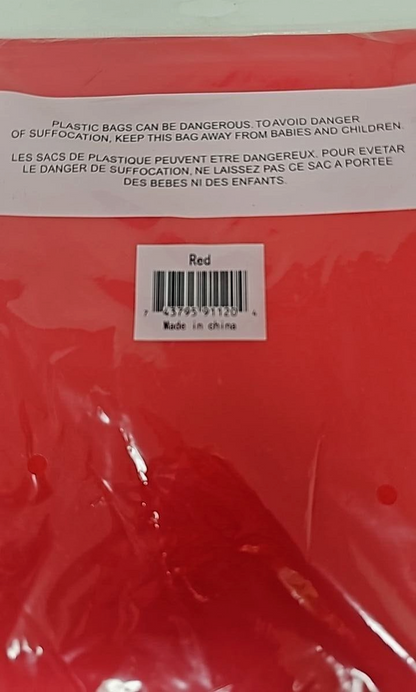 PLASTIC BAGS CAN BE DANGEROUS. TO AVOID DANGER
OF SUFFOCATION, KEEP THIS BAG AWAY FROM BABIES AND CHILDREN.
LES SACS DE PLASTIQUE PEUVENT ETRE DANGEREUX. POUR EVETAR
LE DANGER DE SUFFOCATION, NE LAISSEZ PAS CE SAC A PORTEE
DES BEBES NI DES ENFANTS.
Red
7 43795 91120 4
Made in china